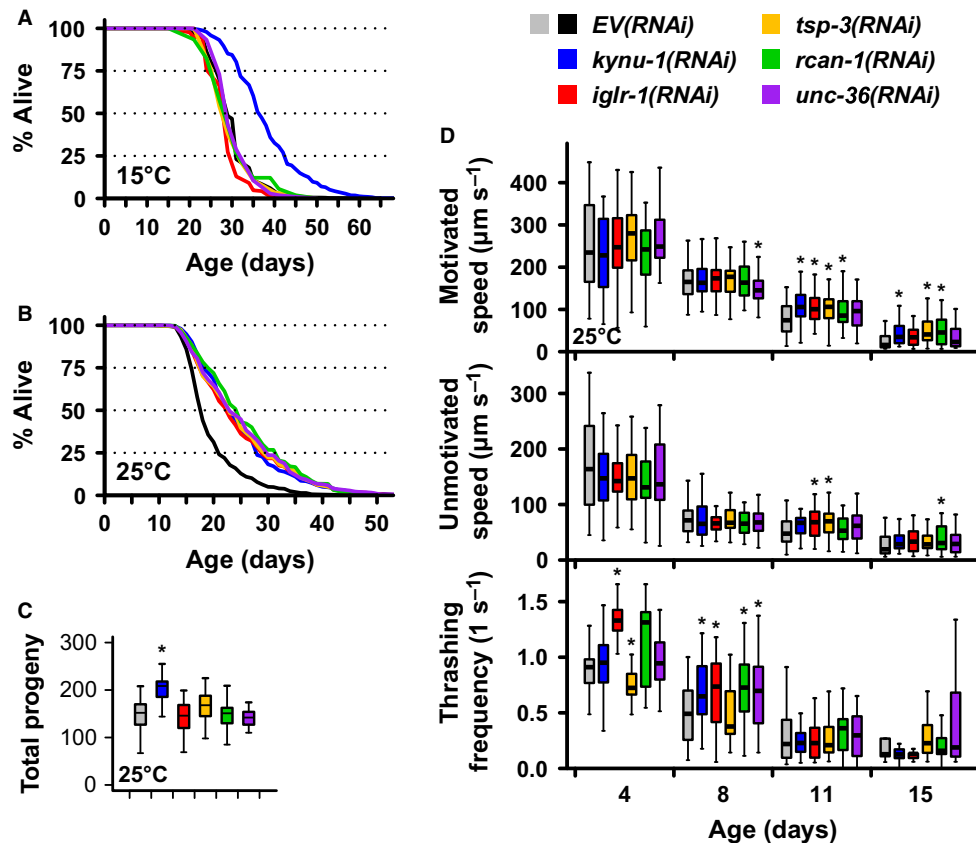 A
100
75
50
25
0
% Alive
15°C
0 10 20 30 40 50 60
Age (days)
B
100
75
50
25
0
% Alive
25°C
0 10 20 30 40 50
Age (days)
C
300
200
100
0
Total progeny
*
25°C
EV(RNAi)
kynu-1(RNAi)
iglr-1(RNAi)
tsp-3(RNAi)
rcan-1(RNAi)
unc-36(RNAi)
D
Motivated
speed (µm s⁻¹)
400
300
200
100
0
25°C
* * * * * * * *
Unmotivated
speed (µm s⁻¹)
300
200
100
0
* * *
Thrashing
frequency (1 s⁻¹)
1.5
1.0
0.5
0.0
* * * * * *
4 8 11 15
Age (days)